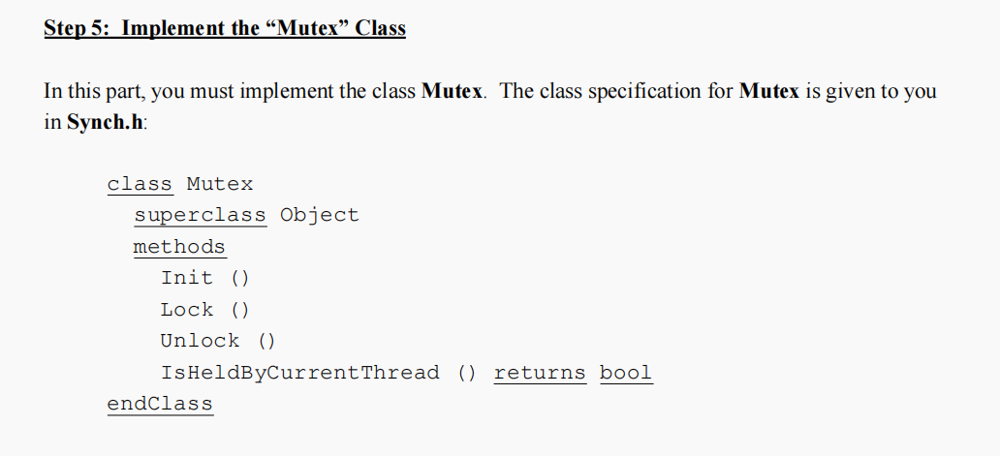 Step 5: Implement the “Mutex” Class
In this part, you must implement the class Mutex. The class specification for Mutex is given to you
in Synch.h:
class Mutex
superclass Object
methods
Init ()
Lock ()
Unlock ()
IsHeldByCurrentThread () returns bool
endClass